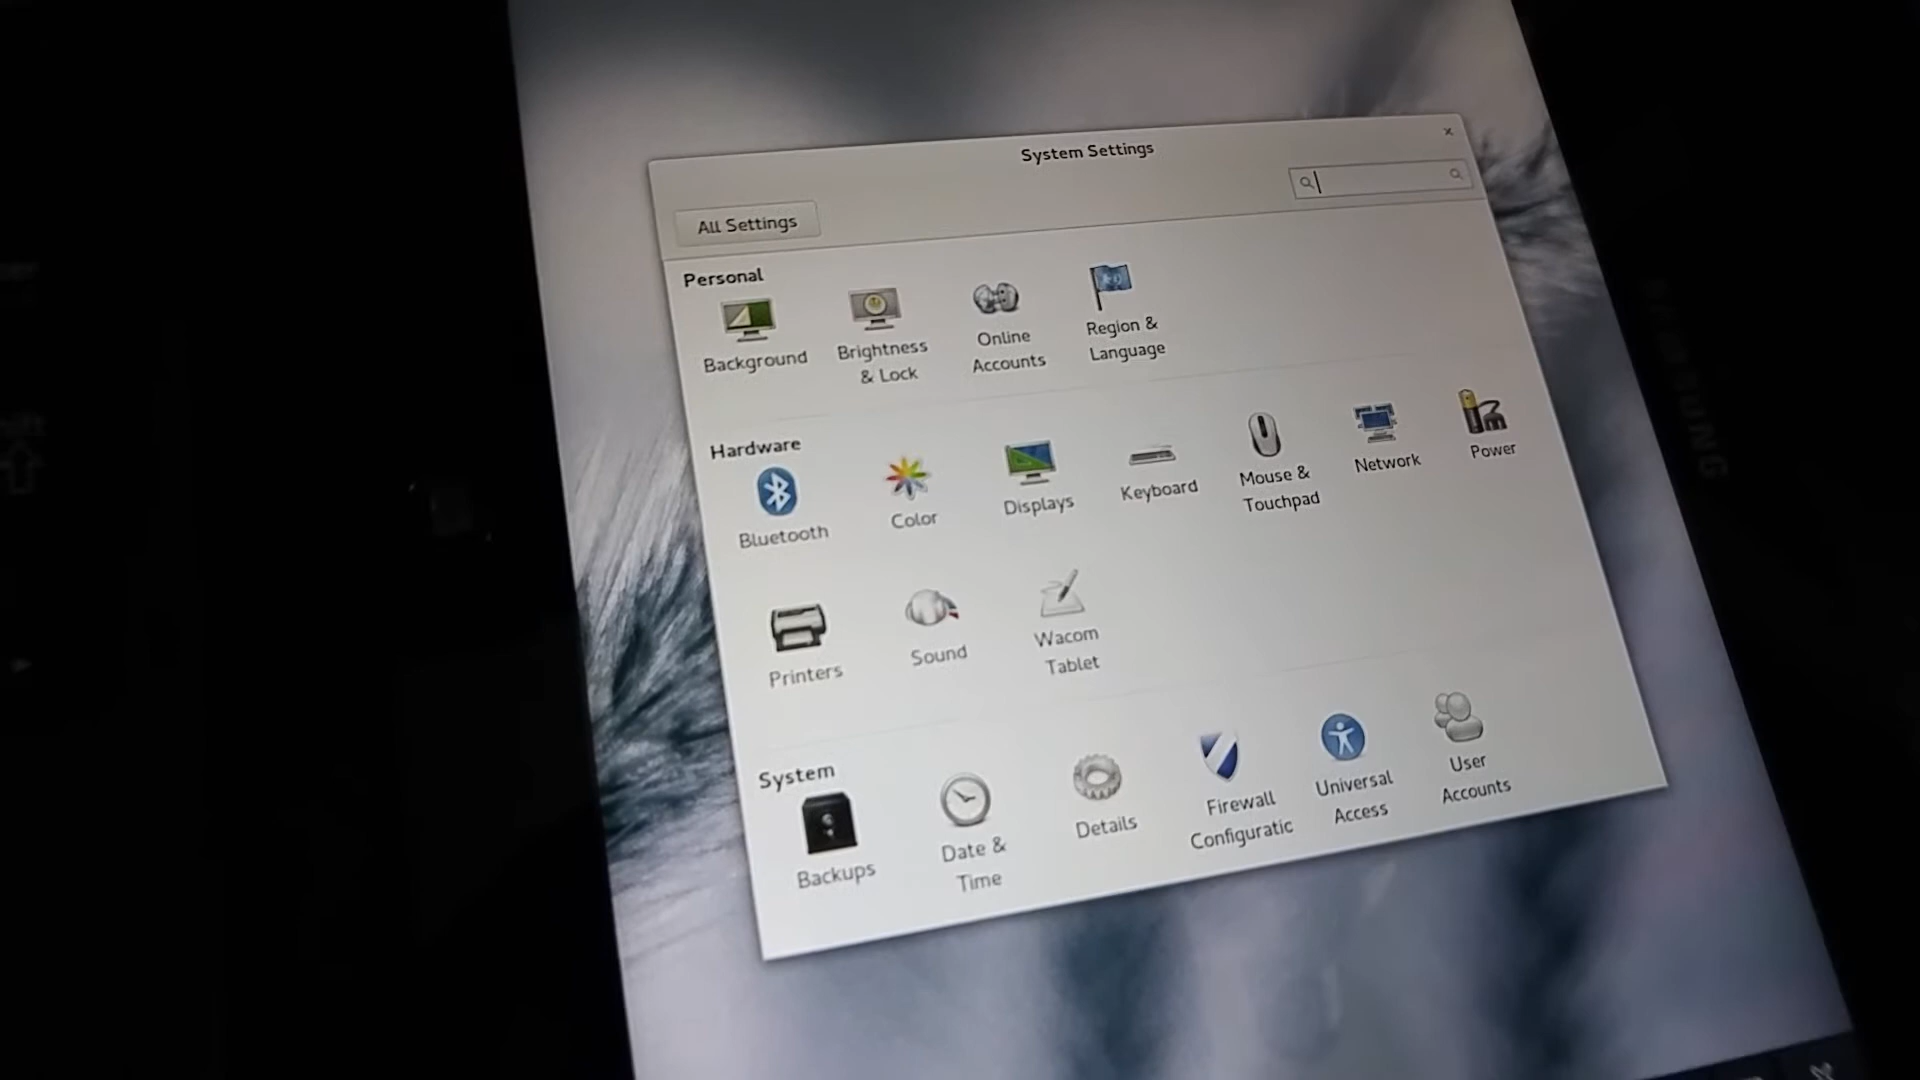 System Settings
All Settings
Personal
Background
Brightness
& Lock
Online
Accounts
Region &
Language
Hardware
Bluetooth
Color
Displays
Keyboard
Mouse &
Touchpad
Network
Power
Printers
Sound
Wacom
Tablet
System
Backups
Date &
Time
Details
Firewall
Configuratic
Universal
Access
User
Accounts
SAMSUNG